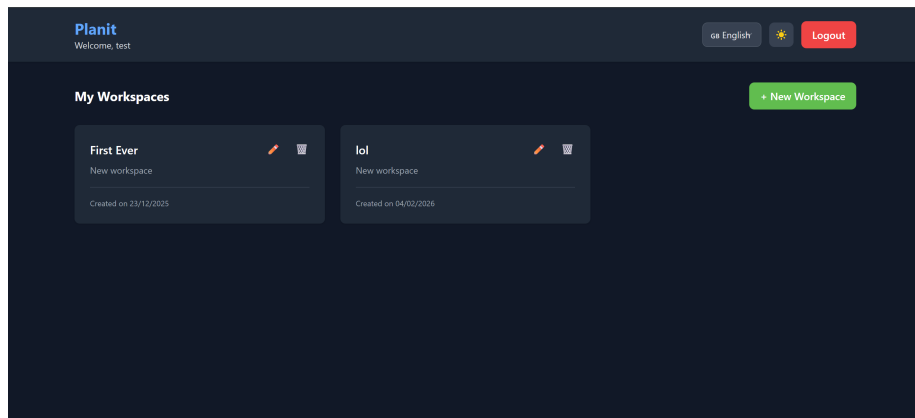 Planit
Welcome, test
GB English
Logout
My Workspaces
+ New Workspace
First Ever
New workspace
Created on 23/12/2025
lol
New workspace
Created on 04/02/2026